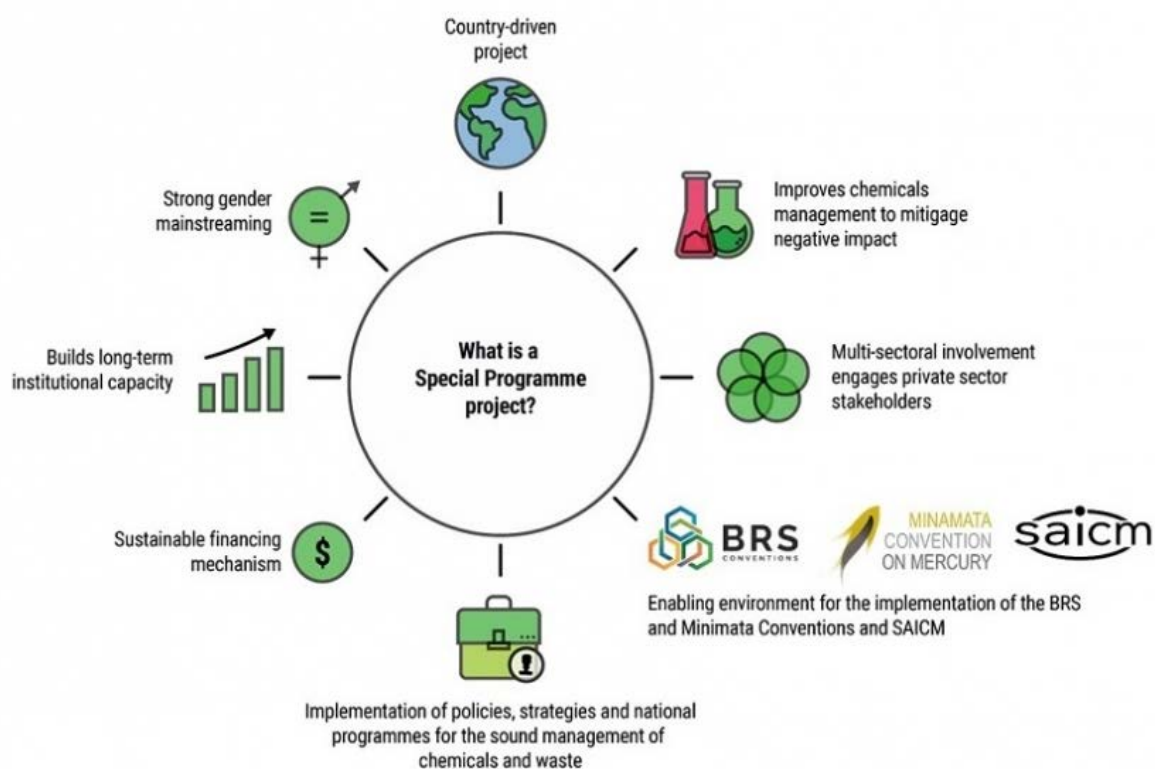 Country-driven
project
Improves chemicals
management to mitigage
negative impact
Multi-sectoral involvement
engages private sector
stakeholders
BRS
CONVENTIONS
MINAMATA
CONVENTION
ON MERCURY
saicm
Enabling environment for the implementation of the BRS
and Minimata Conventions and SAICM
Implementation of policies, strategies and national
programmes for the sound management of
chemicals and waste
$
Sustainable financing
mechanism
Builds long-term
institutional capacity
Strong gender
mainstreaming
=
What is a
Special Programme
project?